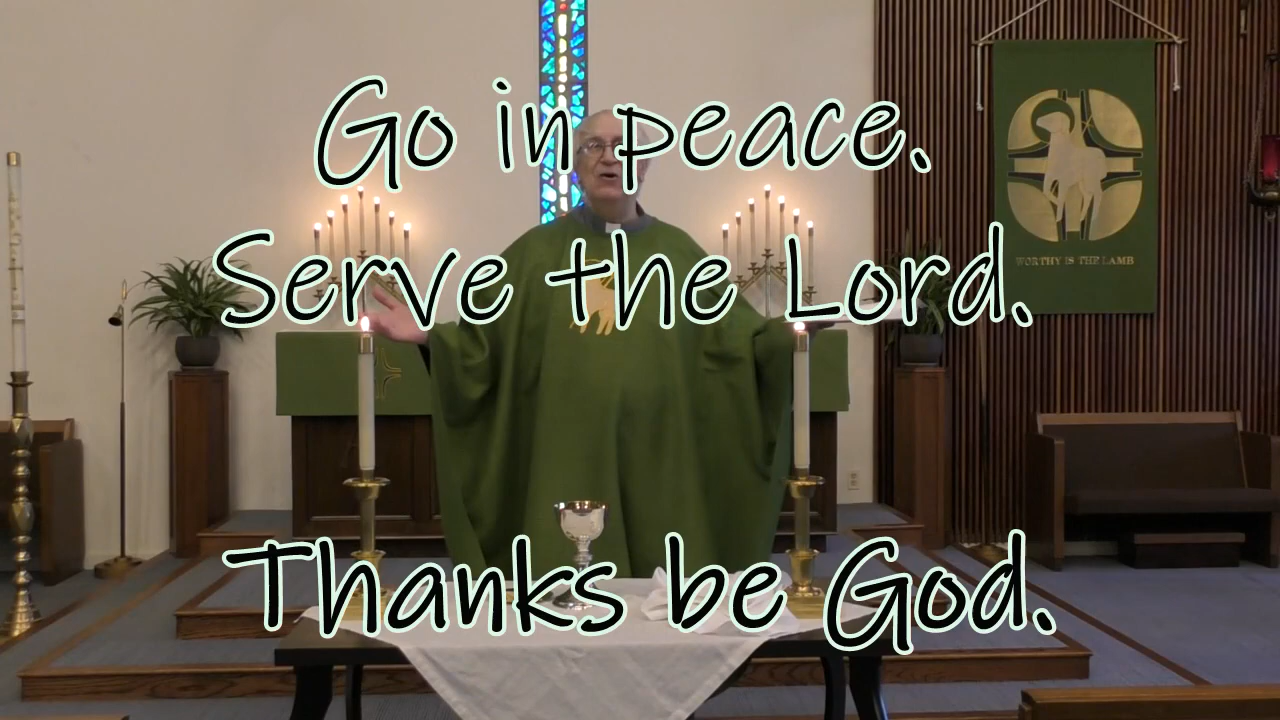 Go in peace.
Serve the Lord.
Thanks be God.
WORTHY IS THE LAMB